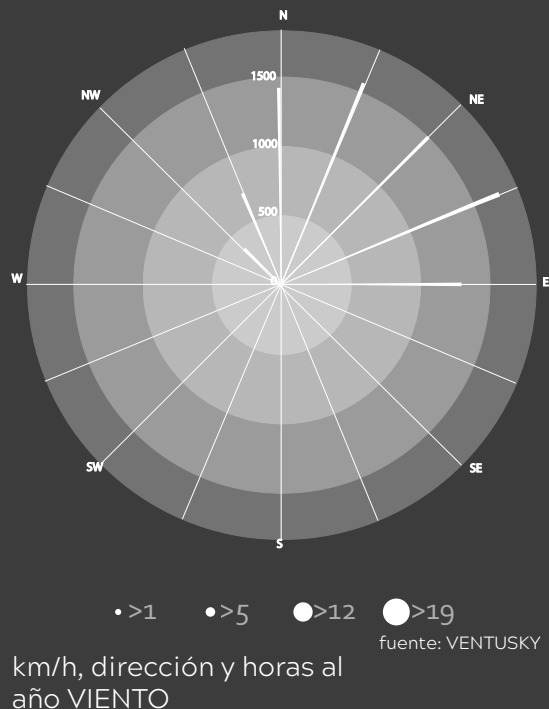 N
1500
NW
NE
1000
500
W
0
E
SW
SE
S
>1
>5
>12
>19
fuente: VENTUSKY
km/h, dirección y horas al
año VIENTO